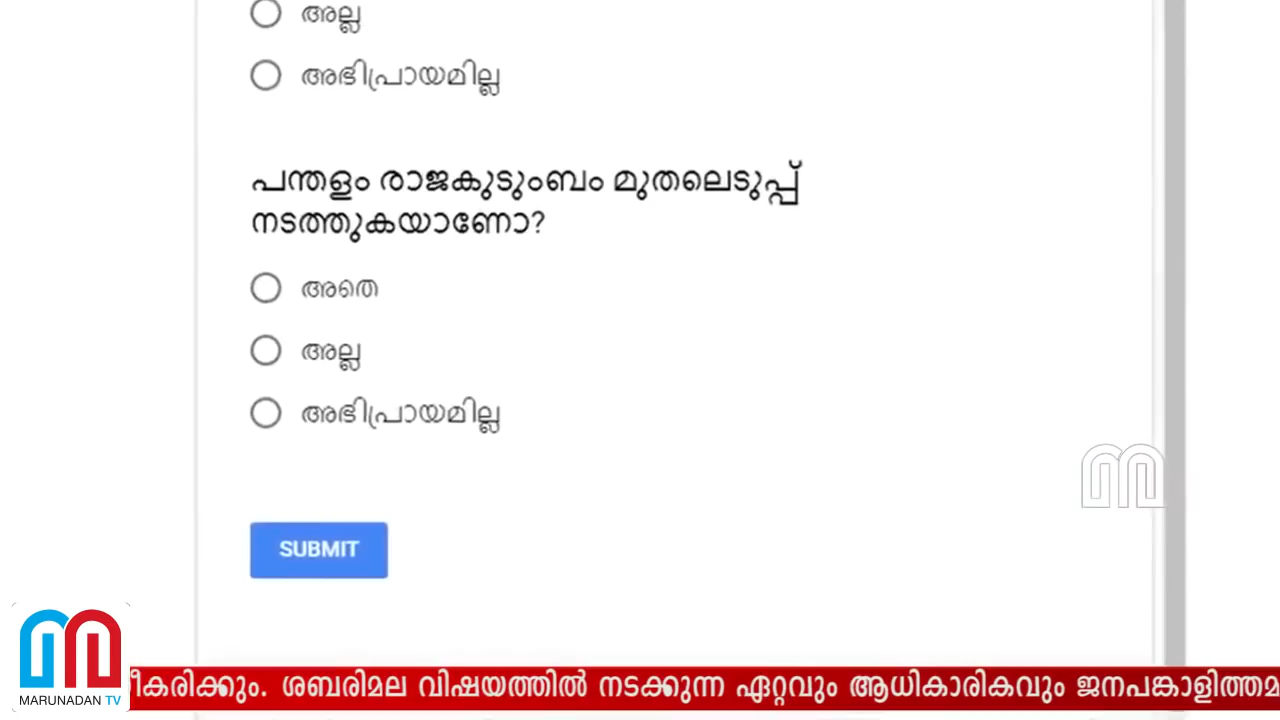 അല്ല
അഭിപ്രായമില്ല
പന്തളം രാജകുടുംബം മുതലെടുപ്പ്
നടത്തുകയാണോ?
അതെ
അല്ല
അഭിപ്രായമില്ല
SUBMIT
MARUNADAN TV
കരിക്കും. ശബരിമല വിഷയത്തിൽ നടക്കുന്ന ഏറ്റവും ആധികാരികവും ജനപങ്കാളിത്തമ